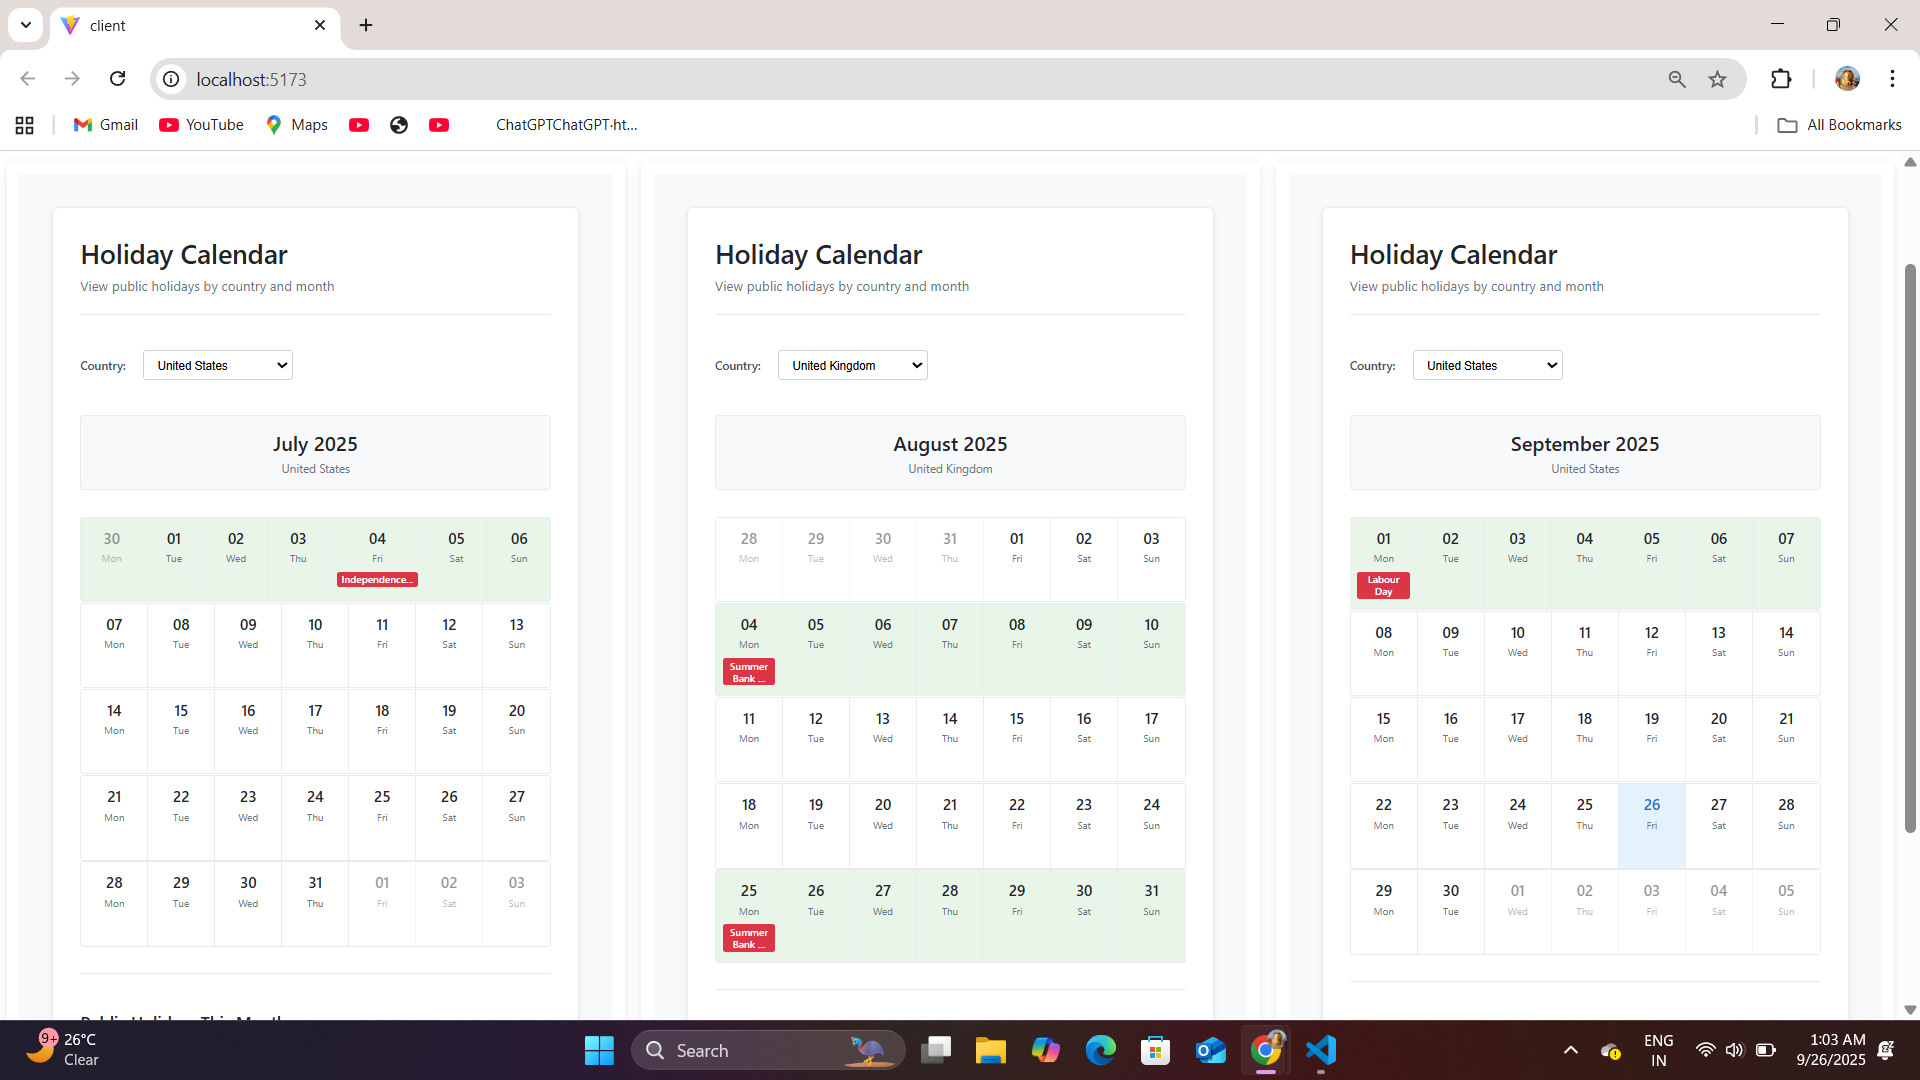 client
localhost:5173
Gmail
YouTube
Maps
ChatGPTChatGPT·ht...
All Bookmarks
Holiday Calendar
View public holidays by country and month
Country:
United States
July 2025
United States
30 01 02 03 04 05 06
Mon Tue Wed Thu Fri Sat Sun
Independence...
07 08 09 10 11 12 13
Mon Tue Wed Thu Fri Sat Sun
14 15 16 17 18 19 20
Mon Tue Wed Thu Fri Sat Sun
21 22 23 24 25 26 27
Mon Tue Wed Thu Fri Sat Sun
28 29 30 31 01 02 03
Mon Tue Wed Thu Fri Sat Sun
Public Holidays This Month
Holiday Calendar
View public holidays by country and month
Country:
United Kingdom
August 2025
United Kingdom
28 29 30 31 01 02 03
Mon Tue Wed Thu Fri Sat Sun
04 05 06 07 08 09 10
Mon Tue Wed Thu Fri Sat Sun
Summer
Bank ...
11 12 13 14 15 16 17
Mon Tue Wed Thu Fri Sat Sun
18 19 20 21 22 23 24
Mon Tue Wed Thu Fri Sat Sun
25 26 27 28 29 30 31
Mon Tue Wed Thu Fri Sat Sun
Summer
Bank ...
Holiday Calendar
View public holidays by country and month
Country:
United States
September 2025
United States
01 02 03 04 05 06 07
Mon Tue Wed Thu Fri Sat Sun
Labour
Day
08 09 10 11 12 13 14
Mon Tue Wed Thu Fri Sat Sun
15 16 17 18 19 20 21
Mon Tue Wed Thu Fri Sat Sun
22 23 24 25 26 27 28
Mon Tue Wed Thu Fri Sat Sun
29 30 01 02 03 04 05
Mon Tue Wed Thu Fri Sat Sun
9+
26°C
Clear
Search
ENG
IN
1:03 AM
9/26/2025